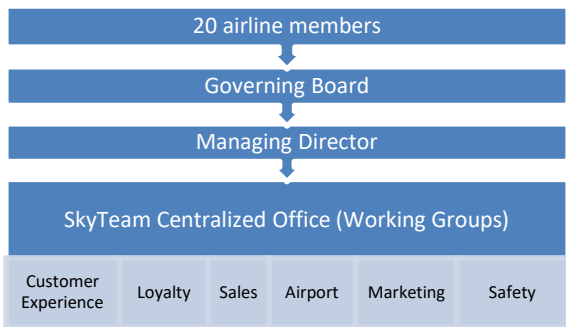 20 airline members
Governing Board
Managing Director
SkyTeam Centralized Office (Working Groups)
Customer
Experience
Loyalty
Sales
Airport
Marketing
Safety